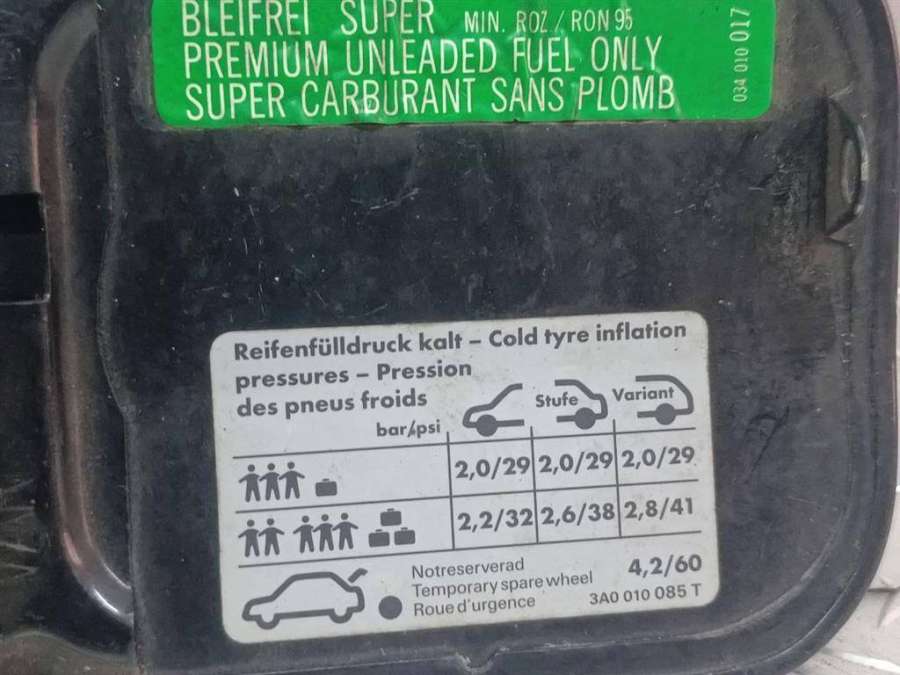 BLEIFREI SUPER MIN. ROZ / RON 95
PREMIUM UNLEADED FUEL ONLY
SUPER CARBURANT SANS PLOMB
034 010 017
Reifenfülldruck kalt – Cold tyre inflation
pressures – Pression
des pneus froids
Stufe Variant
bar/psi
2,0/29 2,0/29 2,0/29
2,2/32 2,6/38 2,8/41
Notreserverad
Temporary spare wheel 4,2/60
Roue d'urgence 3A0 010 085 T